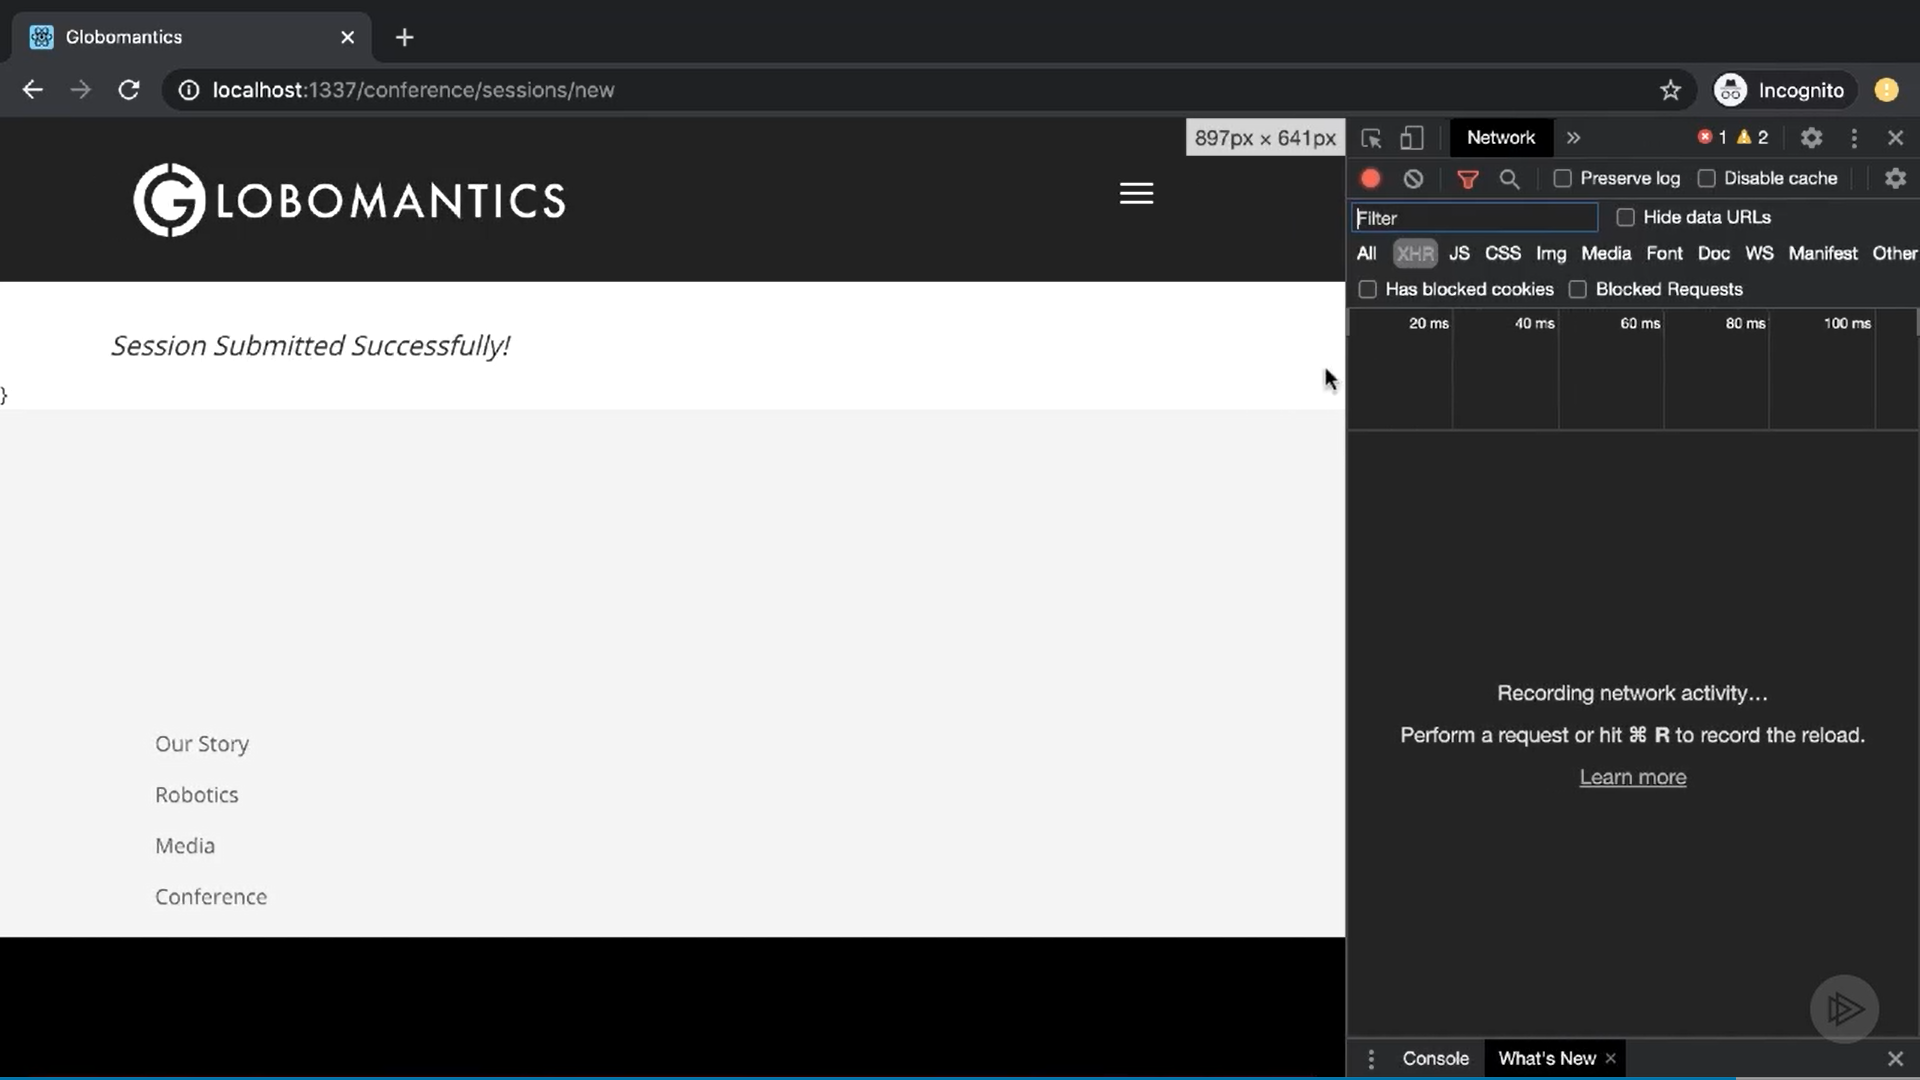 Globomantics
localhost:1337/conference/sessions/new
Incognito
897px × 641px
Network
1
2
GLOBOMANTICS
Preserve log
Disable cache
Filter
Hide data URLs
All XHR JS CSS Img Media Font Doc WS Manifest Other
Has blocked cookies
Blocked Requests
20 ms
40 ms
60 ms
80 ms
100 ms
Session Submitted Successfully!
}
Recording network activity…
Perform a request or hit ⌘ R to record the reload.
Learn more
Our Story
Robotics
Media
Conference
Console
What's New